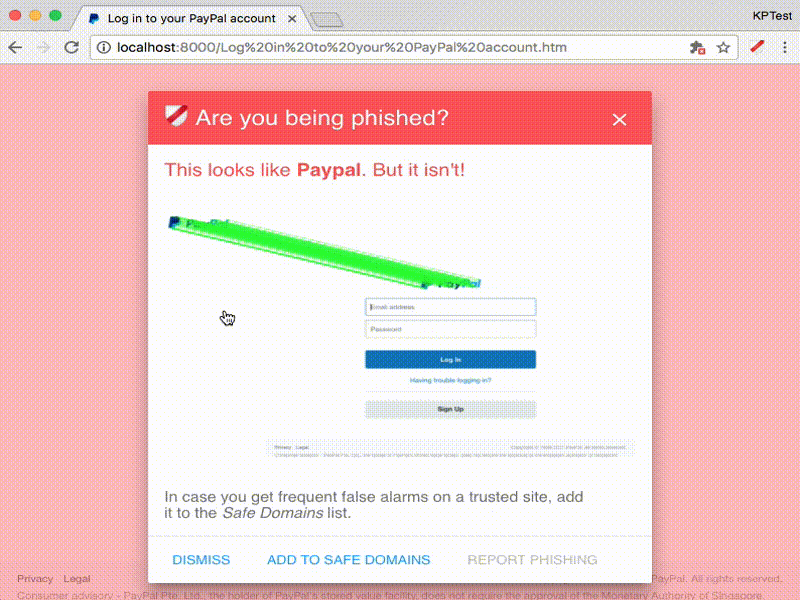 Log in to your PayPal account
KPTest
localhost:8000/Log%20in%20to%20your%20PayPal%20account.htm
Are you being phished?
This looks like Paypal. But it isn't!
PayPal
Email address
Password
Log In
Having trouble logging in?
Sign Up
Privacy Legal
In case you get frequent false alarms on a trusted site, add
it to the Safe Domains list.
DISMISS ADD TO SAFE DOMAINS REPORT PHISHING
Privacy Legal PayPal. All rights reserved.
Consumer advisory - PayPal Pte. Ltd., the holder of PayPal's stored value facility, does not require the approval of the Monetary Authority of Singapore.